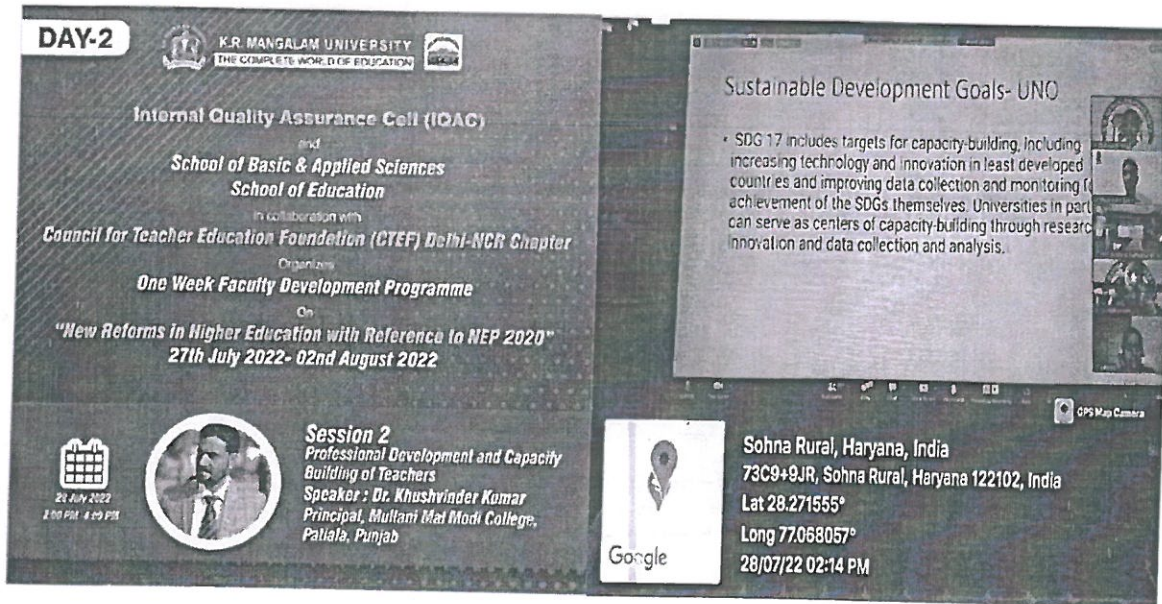 DAY-2
K.R. MANGALAM UNIVERSITY
THE COMPLETE WORLD OF EDUCATION
Internal Quality Assurance Cell (IQAC)
and
School of Basic & Applied Sciences
School of Education
in collaboration with
Council for Teacher Education Foundation (CTEF) Delhi-NCR Chapter
Organizes
One Week Faculty Development Programme
On
"New Reforms in Higher Education with Reference to NEP 2020"
27th July 2022- 02nd August 2022
28 July 2022
Session 2
Professional Development and Capacity
Building of Teachers
Speaker : Dr. Khushvinder Kumar
Principal, Multani Mal Modi College,
Patiala, Punjab
Sustainable Development Goals- UNO
• SDG 17 includes targets for capacity-building, including
increasing technology and innovation in least developed
countries and improving data collection and monitoring fo
achievement of the SDGs themselves. Universities in part
can serve as centers of capacity-building through researc
innovation and data collection and analysis.
GPS Map Camera
Google
Sohna Rural, Haryana, India
73C9+9JR, Sohna Rural, Haryana 122102, India
Lat 28.271555°
Long 77.068057°
28/07/22 02:14 PM